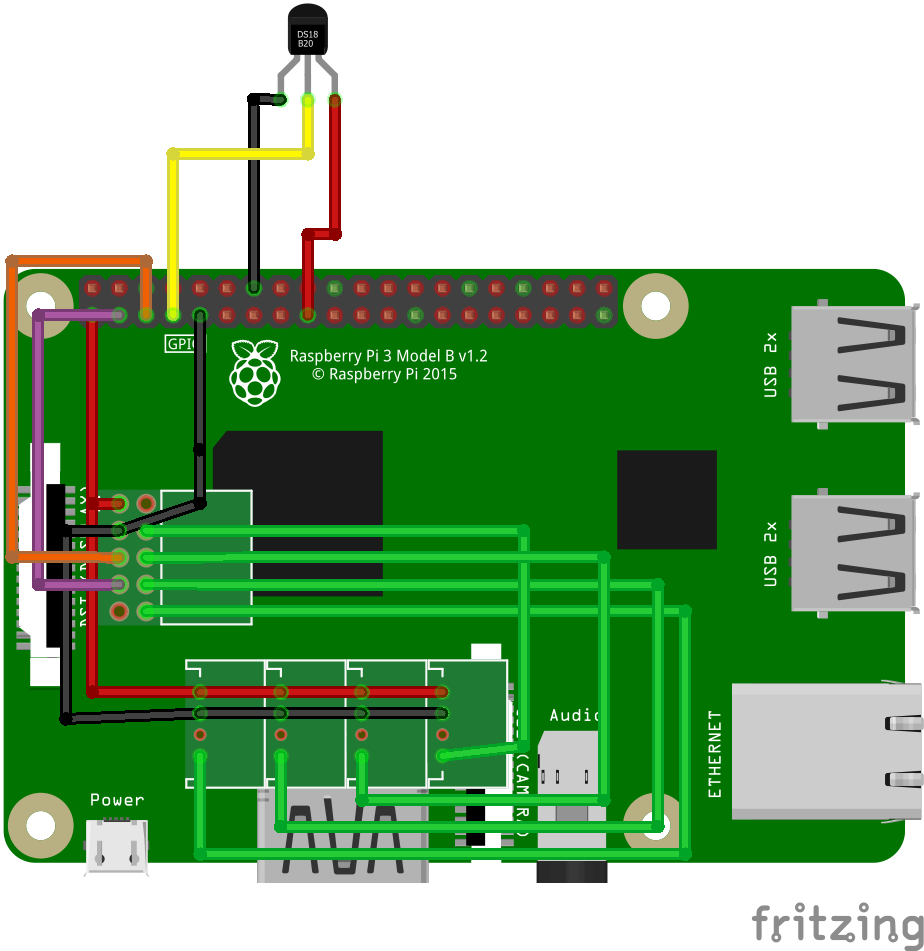 DS18
B20
GPIO
Raspberry Pi 3 Model B v1.2
© Raspberry Pi 2015
USB 2x
USB 2x
ETHERNET
Audio
(CAMERA)
Power
fritzing